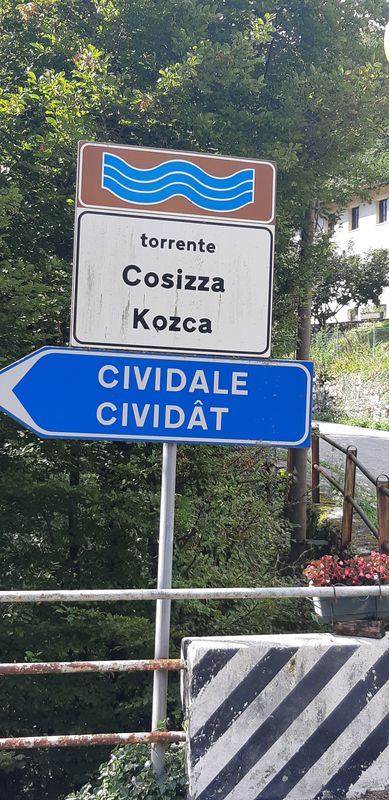 torrente
Cosizza
Kozca
CIVIDALE
CIVIDÂT